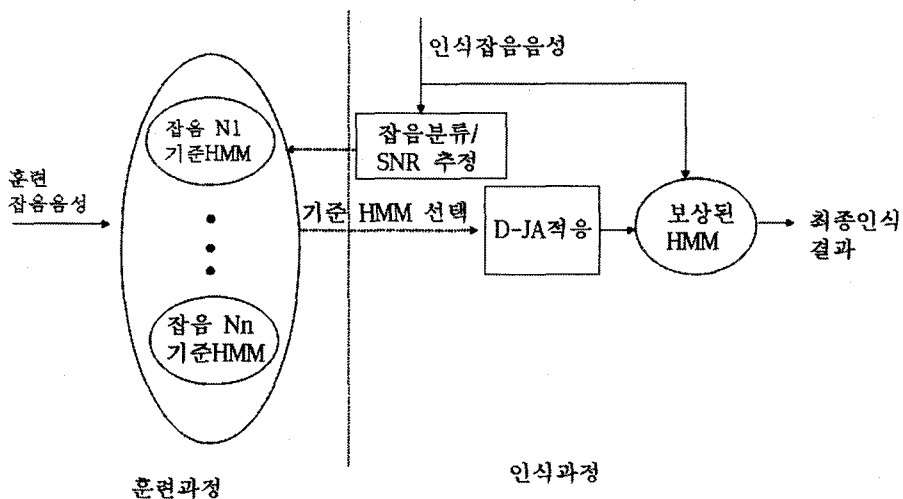 인식잡음음성
잡음 N1
기준HMM
잡음분류/
SNR 추정
훈련
잡음음성
기준 HMM 선택
D-JA적응
보상된
HMM
최종인식
결과
잡음 Nn
기준HMM
훈련과정
인식과정